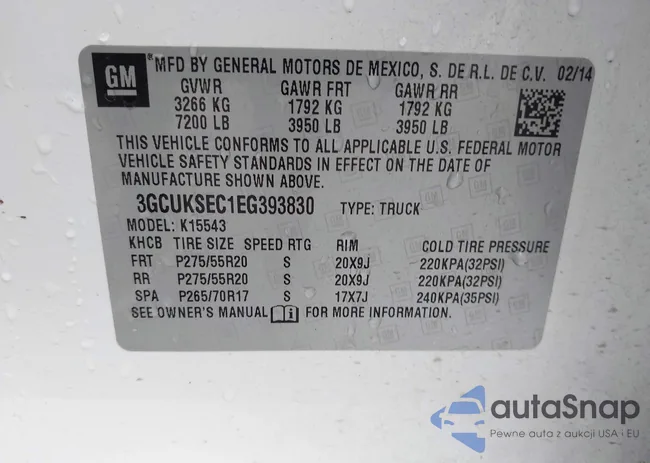 GM
MFD BY GENERAL MOTORS DE MEXICO, S. DE R.L. DE C.V. 02/14
GVWR GAWR FRT GAWR RR
3266 KG 1792 KG 1792 KG
7200 LB 3950 LB 3950 LB
THIS VEHICLE CONFORMS TO ALL APPLICABLE U.S. FEDERAL MOTOR
VEHICLE SAFETY STANDARDS IN EFFECT ON THE DATE OF
MANUFACTURE SHOWN ABOVE.
3GCUKSEC1EG393830 TYPE: TRUCK
MODEL: K15543
KHCB TIRE SIZE SPEED RTG RIM COLD TIRE PRESSURE
FRT P275/55R20 S 20X9J 220KPA(32PSI)
RR P275/55R20 S 20X9J 220KPA(32PSI)
SPA P265/70R17 S 17X7J 240KPA(35PSI)
SEE OWNER'S MANUAL FOR MORE INFORMATION.
autaSnap
Pewne auta z aukcji USA i EU